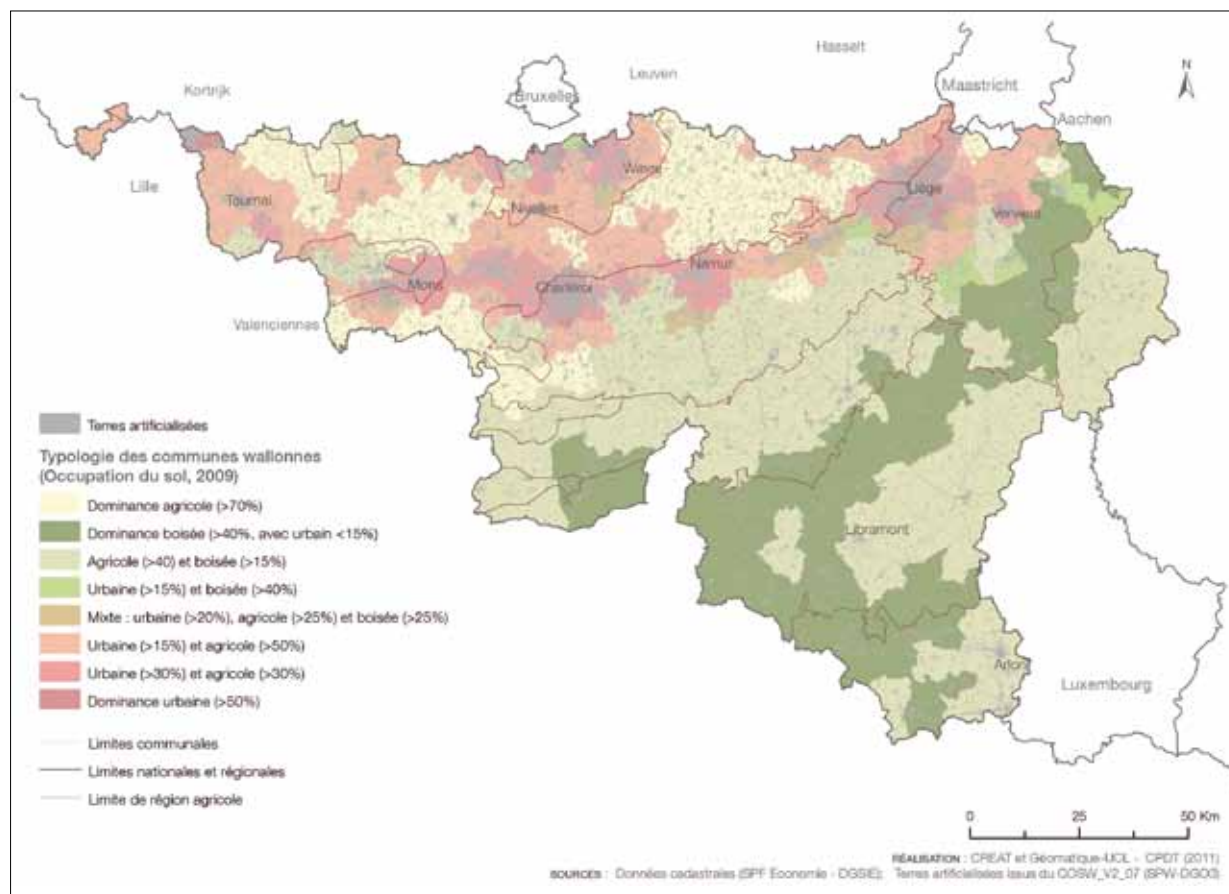 Hasselt
Leuven
Kortrijk
Bruxelles
Maastricht
N
Aachen
Lille
Wavre
Tournai
Nivelles
Liège
Verviers
Mons
Charleroi
Namur
Valenciennes
Libramont
Arlon
Luxembourg
Terres artificialisées
Typologie des communes wallonnes
(Occupation du sol, 2009)
Dominance agricole (>70%)
Dominance boisée (>40%, avec urbain <15%)
Agricole (>40) et boisée (>15%)
Urbaine (>15%) et boisée (>40%)
Mixte : urbaine (>20%), agricole (>25%) et boisée (>25%)
Urbaine (>15%) et agricole (>50%)
Urbaine (>30%) et agricole (>30%)
Dominance urbaine (>50%)
Limites communales
Limites nationales et régionales
Limite de région agricole
0 25 50 Km
RÉALISATION : CREAT et Géomatique-UCL - CPDT (2011)
SOURCES : Données cadastrales (SPF Economie - DGSIE); Terres artificialisées issus du COSW_V2_07 (SPW-DGO3)